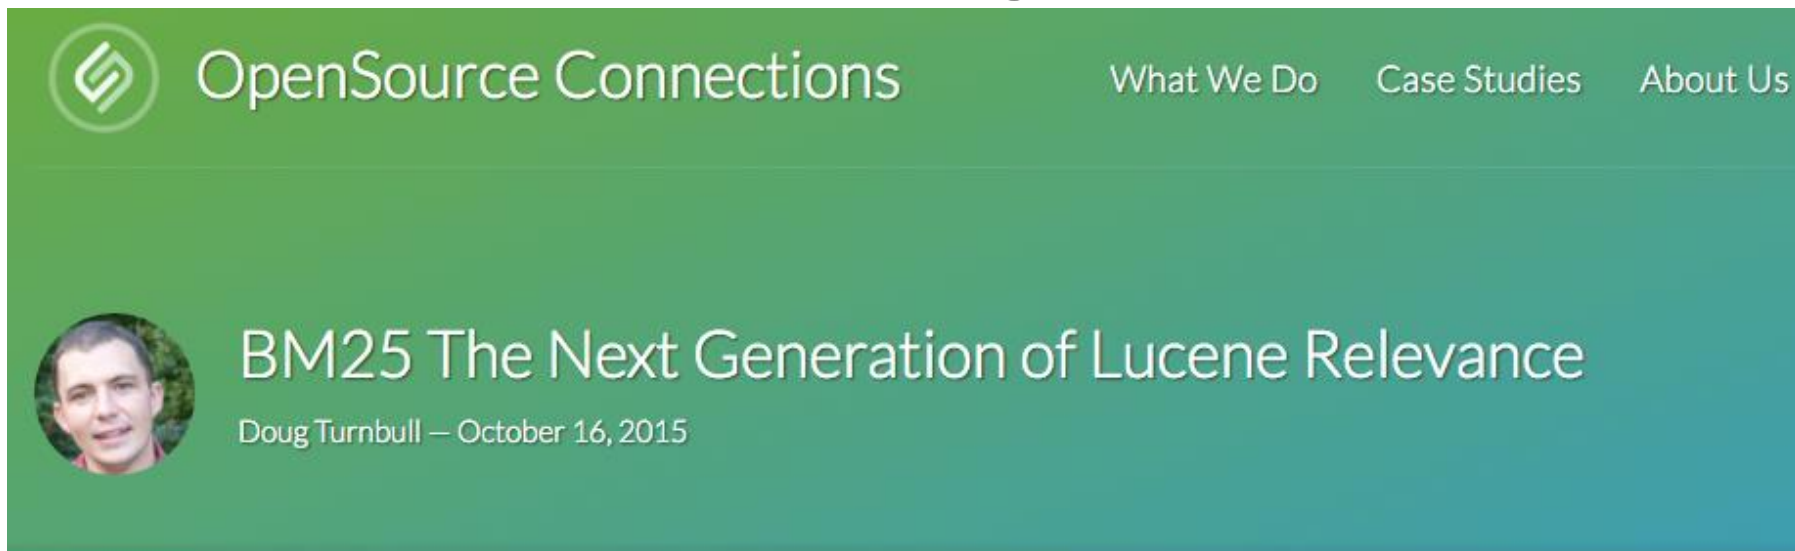 OpenSource Connections
What We Do Case Studies About Us
BM25 The Next Generation of Lucene Relevance
Doug Turnbull — October 16, 2015